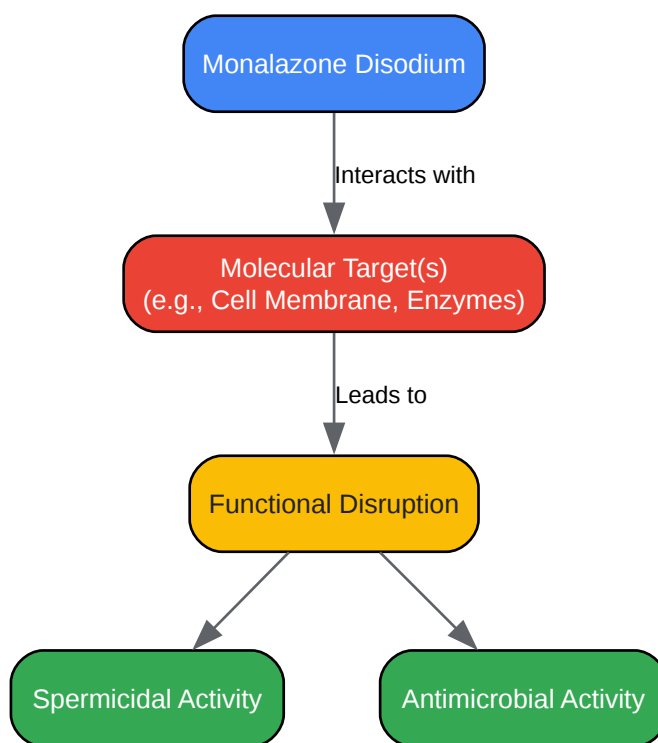 Monalazone Disodium
Interacts with
Molecular Target(s)
(e.g., Cell Membrane, Enzymes)
Leads to
Functional Disruption
Spermicidal Activity
Antimicrobial Activity